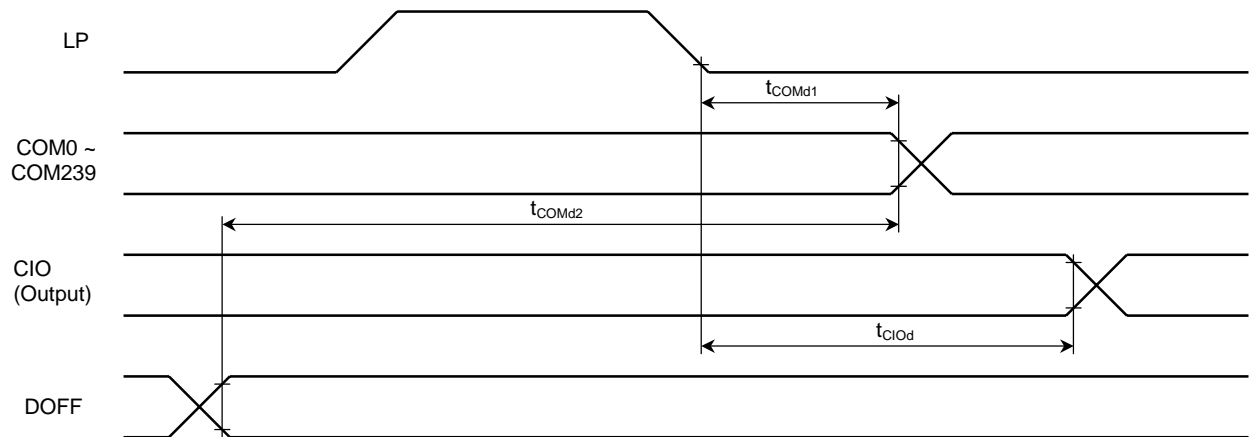 LP
tCOMd1
COM0 ~
COM239
tCOMd2
CIO
(Output)
tCIOd
DOFF